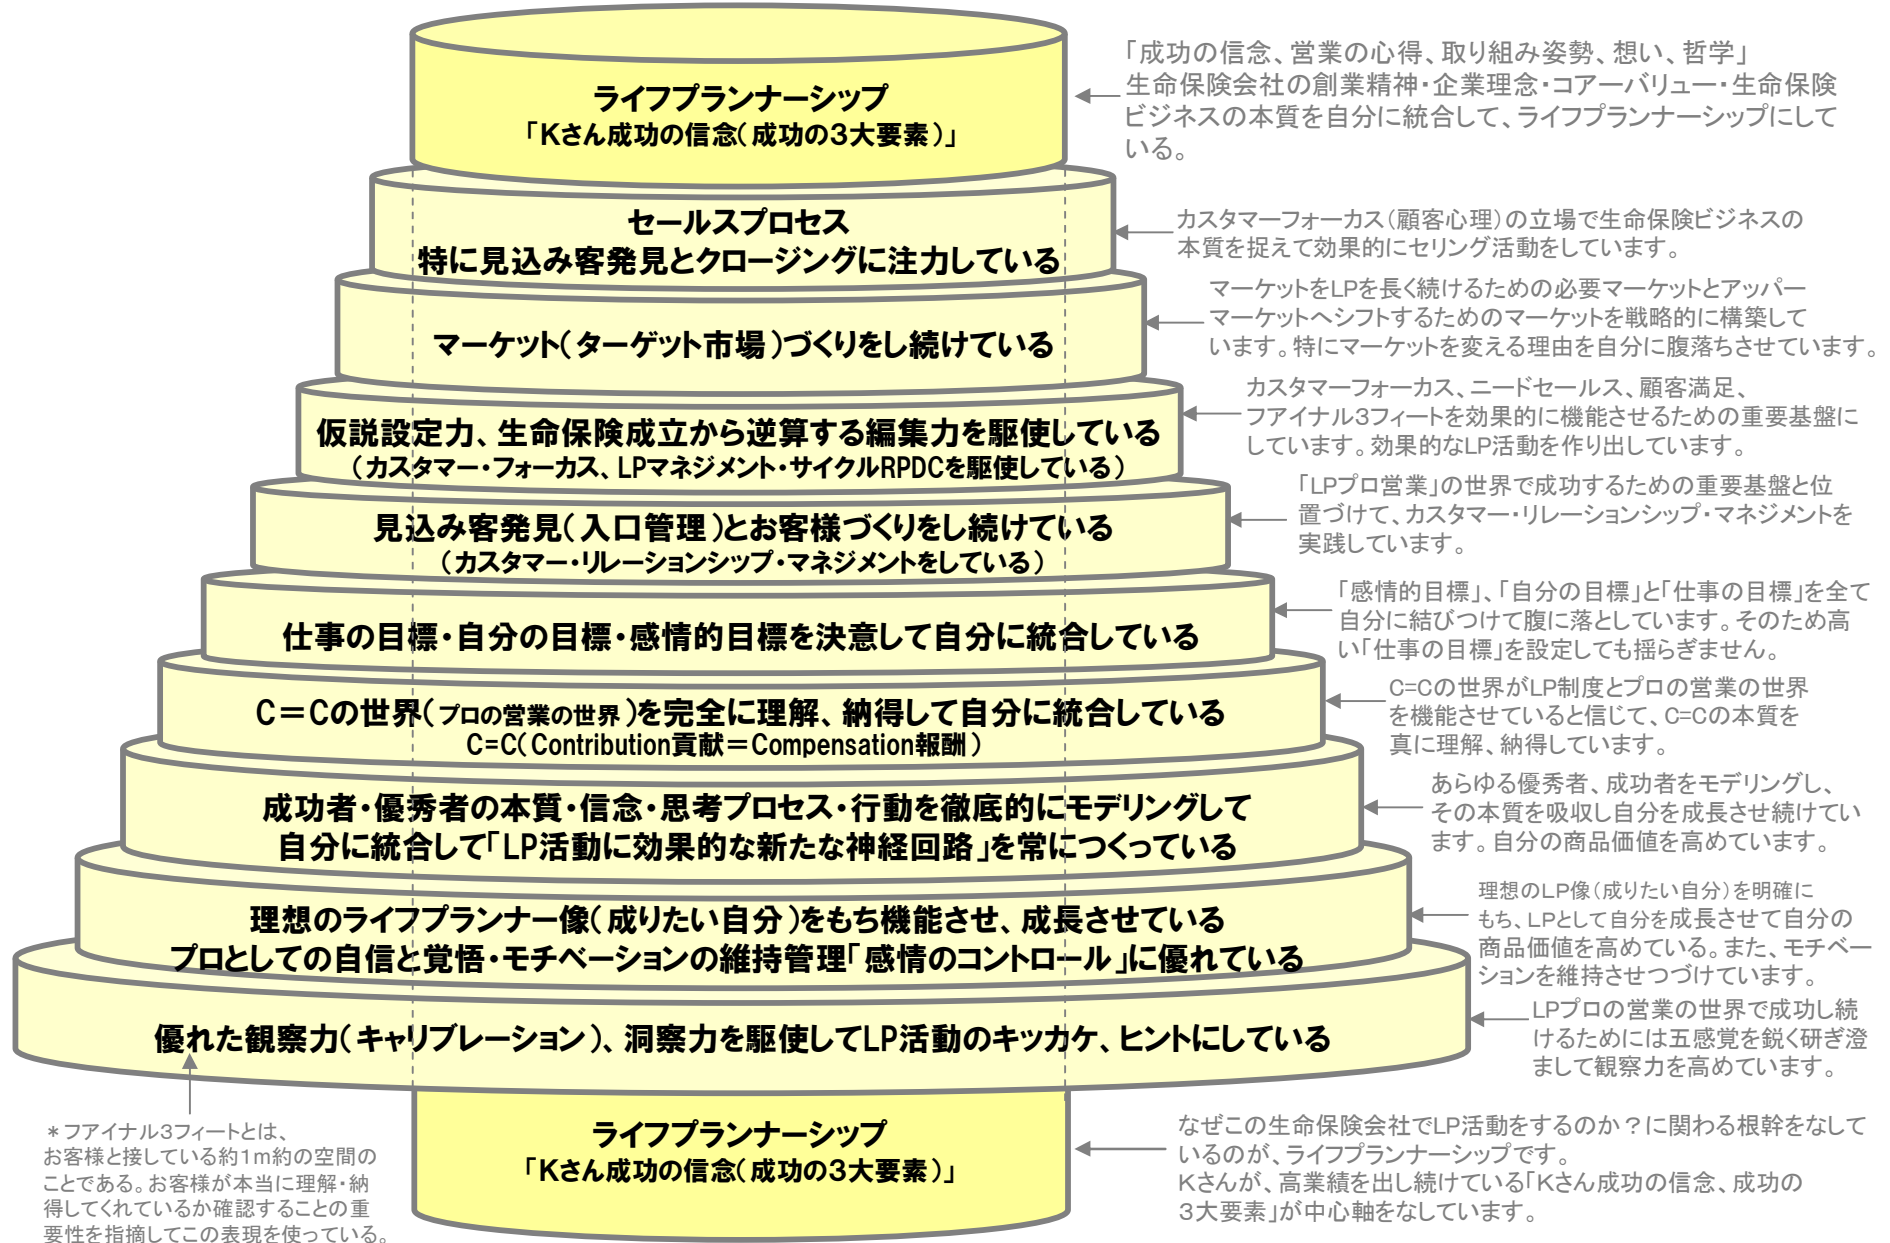 ライフプランナーシップ
「Kさん成功の信念(成功の3大要素)」
「成功の信念、営業の心得、取り組み姿勢、想い、哲学」
生命保険会社の創業精神・企業理念・コアーバリュー・生命保険
ビジネスの本質を自分に統合して、ライフプランナーシップにして
いる。
セールスプロセス
特に見込み客発見とクロージングに注力している
カスタマーフォーカス(顧客心理)の立場で生命保険ビジネスの
本質を捉えて効果的にセリング活動をしています。
マーケット(ターゲット市場)づくりをし続けている
マーケットをLPを長く続けるための必要マーケットとアッパー
マーケットへシフトするためのマーケットを戦略的に構築して
います。特にマーケットを変える理由を自分に腹落ちさせています。
仮説設定力、生命保険成立から逆算する編集力を駆使している
(カスタマー・フォーカス、LPマネジメント・サイクルRPDCを駆使している)
カスタマーフォーカス、ニードセールス、顧客満足、
フアイナル3フィートを効果的に機能させるための重要基盤に
しています。効果的なLP活動を作り出しています。
見込み客発見(入口管理)とお客様づくりをし続けている
(カスタマー・リレーションシップ・マネジメントをしている)
「LPプロ営業」の世界で成功するための重要基盤と位
置づけて、カスタマー・リレーションシップ・マネジメントを
実践しています。
仕事の目標・自分の目標・感情的目標を決意して自分に統合している
「感情的目標」、「自分の目標」と「仕事の目標」を全て
自分に結びつけて腹に落としています。そのため高
い「仕事の目標」を設定しても揺らぎません。
C=Cの世界(プロの営業の世界)を完全に理解、納得して自分に統合している
C=C(Contribution貢献=Compensation報酬)
C=Cの世界がLP制度とプロの営業の世界
を機能させていると信じて、C=Cの本質を
真に理解、納得しています。
成功者・優秀者の本質・信念・思考プロセス・行動を徹底的にモデリングして
自分に統合して「LP活動に効果的な新たな神経回路」を常につくっている
あらゆる優秀者、成功者をモデリングし、
その本質を吸収し自分を成長させ続けてい
ます。自分の商品価値を高めています。
理想のライフプランナー像(成りたい自分)をもち機能させ、成長させている
プロとしての自信と覚悟・モチベーションの維持管理「感情のコントロール」に優れている
理想のLP像(成りたい自分)を明確に
もち、LPとして自分を成長させて自分の
商品価値を高めている。また、モチベー
ションを維持させつづけています。
優れた観察力(キャリブレーション)、洞察力を駆使してLP活動のキッカケ、ヒントにしている
LPプロの営業の世界で成功し続
けるためには五感覚を鋭く研ぎ澄
まして観察力を高めています。
ライフプランナーシップ
「Kさん成功の信念(成功の3大要素)」
なぜこの生命保険会社でLP活動をするのか?に関わる根幹をなして
いるのが、ライフプランナーシップです。
Kさんが、高業績を出し続けている「Kさん成功の信念、成功の
3大要素」が中心軸をなしています。
*フアイナル3フィートとは、
お客様と接している約1m約の空間の
ことである。お客様が本当に理解・納
得してくれているか確認することの重
要性を指摘してこの表現を使っている。